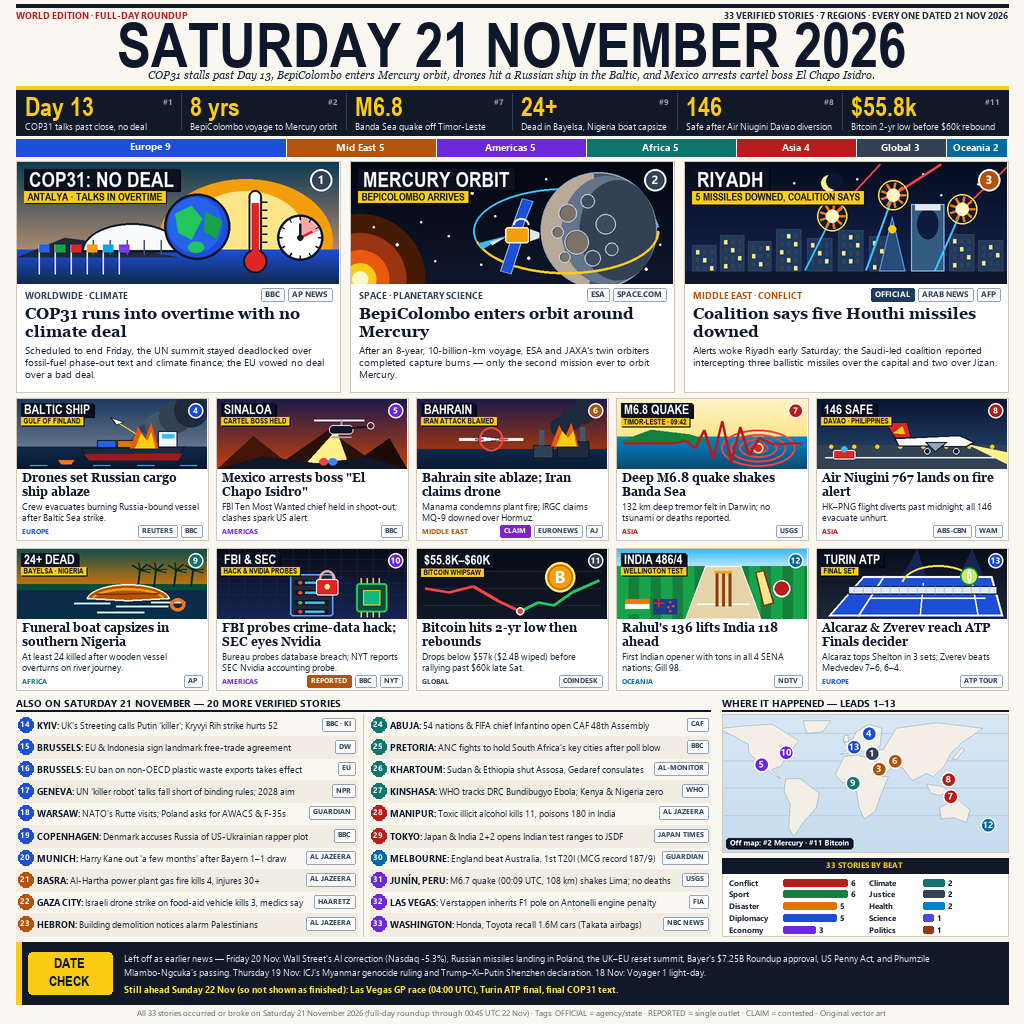 WORLD EDITION · FULL-DAY ROUNDUP
33 VERIFIED STORIES · 7 REGIONS · EVERY ONE DATED 21 NOV 2026
SATURDAY 21 NOVEMBER 2026
COP31 stalls past Day 13, BepiColombo enters Mercury orbit, drones hit a Russian ship in the Baltic, and Mexico arrests cartel boss El Chapo Isidro.
Day 13 #1
COP31 talks past close, no deal
8 yrs #2
BepiColombo voyage to Mercury orbit
M6.8 #7
Banda Sea quake off Timor-Leste
24+ #9
Dead in Bayelsa, Nigeria boat capsize
146 #8
Safe after Air Niugini Davao diversion
$55.8k #11
Bitcoin 2-yr low before $60k rebound
Europe 9
Mid East 5
Americas 5
Africa 5
Asia 4
Global 3
Oceania 2
COP31: NO DEAL
1
ANTALYA · TALKS IN OVERTIME
WORLDWIDE · CLIMATE
BBC
AP NEWS
COP31 runs into overtime with no
climate deal
Scheduled to end Friday, the UN summit stayed deadlocked over
fossil-fuel phase-out text and climate finance; the EU vowed no deal
over a bad deal.
MERCURY ORBIT
2
BEPICOLOMBO ARRIVES
SPACE · PLANETARY SCIENCE
ESA
SPACE.COM
BepiColombo enters orbit around
Mercury
After an 8-year, 10-billion-km voyage, ESA and JAXA's twin orbiters
completed capture burns — only the second mission ever to orbit
Mercury.
RIYADH
3
5 MISSILES DOWNED, COALITION SAYS
MIDDLE EAST · CONFLICT
OFFICIAL
ARAB NEWS
AFP
Coalition says five Houthi missiles
downed
Alerts woke Riyadh early Saturday; the Saudi-led coalition reported
intercepting three ballistic missiles over the capital and two over Jizan.
BALTIC SHIP
4
GULF OF FINLAND
Drones set Russian cargo
ship ablaze
Crew evacuates burning Russia-bound vessel
after Baltic Sea strike.
EUROPE
REUTERS
BBC
SINALOA
5
CARTEL BOSS HELD
Mexico arrests boss "El
Chapo Isidro"
FBI Ten Most Wanted chief held in shoot-out;
clashes spark US alert.
AMERICAS
BBC
BAHRAIN
6
IRAN ATTACK BLAMED
Bahrain site ablaze; Iran
claims drone
Manama condemns plant fire; IRGC claims
MQ-9 downed over Hormuz.
MIDDLE EAST
CLAIM
EURONEWS
AJ
M6.8 QUAKE
7
TIMOR-LESTE · 09:42
Deep M6.8 quake shakes
Banda Sea
132 km deep tremor felt in Darwin; no
tsunami or deaths reported.
ASIA
USGS
146 SAFE
8
DAVAO · PHILIPPINES
Air Niugini 767 lands on fire
alert
HK–PNG flight diverts past midnight; all 146
evacuate unhurt.
ASIA
ABS-CBN
WAM
24+ DEAD
9
BAYELSA · NIGERIA
Funeral boat capsizes in
southern Nigeria
At least 24 killed after wooden vessel
overturns on river journey.
AFRICA
AP
FBI & SEC
10
HACK & NVIDIA PROBES
FBI probes crime-data hack;
SEC eyes Nvidia
Bureau probes database breach; NYT reports
SEC Nvidia accounting probe.
AMERICAS
REPORTED
BBC
NYT
$55.8K–$60K
11
BITCOIN WHIPSAW
B
Bitcoin hits 2-yr low then
rebounds
Drops below $57k ($2.4B wiped) before
rallying past $60k late Sat.
GLOBAL
COINDESK
INDIA 486/4
12
WELLINGTON TEST
Rahul's 136 lifts India 118
ahead
First Indian opener with tons in all 4 SENA
nations; Gill 98.
OCEANIA
NDTV
TURIN ATP
13
FINAL SET
Alcaraz & Zverev reach ATP
Finals decider
Alcaraz tops Shelton in 3 sets; Zverev beats
Medvedev 7–6, 6–4.
EUROPE
ATP TOUR
ALSO ON SATURDAY 21 NOVEMBER — 20 MORE VERIFIED STORIES
14 KYIV: UK's Streeting calls Putin 'killer'; Kryvyi Rih strike hurts 52 BBC · KI
15 BRUSSELS: EU & Indonesia sign landmark free-trade agreement DW
16 BRUSSELS: EU ban on non-OECD plastic waste exports takes effect EU
17 GENEVA: UN 'killer robot' talks fall short of binding rules; 2028 aim NPR
18 WARSAW: NATO's Rutte visits; Poland asks for AWACS & F-35s GUARDIAN
19 COPENHAGEN: Denmark accuses Russia of US-Ukrainian rapper plot BBC
20 MUNICH: Harry Kane out 'a few months' after Bayern 1–1 draw AL JAZEERA
21 BASRA: Al-Hartha power plant gas fire kills 4, injures 30+ AL JAZEERA
22 GAZA CITY: Israeli drone strike on food-aid vehicle kills 3, medics say HAARETZ
23 HEBRON: Building demolition notices alarm Palestinians AL JAZEERA
24 ABUJA: 54 nations & FIFA chief Infantino open CAF 48th Assembly CAF
25 PRETORIA: ANC fights to hold South Africa's key cities after poll blow BBC
26 KHARTOUM: Sudan & Ethiopia shut Assosa, Gedaref consulates AL-MONITOR
27 KINSHASA: WHO tracks DRC Bundibugyo Ebola; Kenya & Nigeria zero WHO
28 MANIPUR: Toxic illicit alcohol kills 11, poisons 180 in India AL JAZEERA
29 TOKYO: Japan & India 2+2 opens Indian test ranges to JSDF JAPAN TIMES
30 MELBOURNE: England beat Australia, 1st T20I (MCG record 187/9) GUARDIAN
31 JUNÍN, PERU: M6.7 quake (00:09 UTC, 108 km) shakes Lima; no deaths USGS
32 LAS VEGAS: Verstappen inherits F1 pole on Antonelli engine penalty FIA
33 WASHINGTON: Honda, Toyota recall 1.6M cars (Takata airbags) NBC NEWS
WHERE IT HAPPENED — LEADS 1–13
4
13
1
10
5
6
3
9
8
7
12
Off map: #2 Mercury · #11 Bitcoin
33 STORIES BY BEAT
Conflict 6
Sport 6
Disaster 5
Diplomacy 5
Economy 3
Climate 2
Justice 2
Health 2
Science 1
Politics 1
DATE
CHECK
Left off as earlier news — Friday 20 Nov: Wall Street's AI correction (Nasdaq -5.3%), Russian missiles landing in Poland, the UK–EU reset summit, Bayer's $7.25B Roundup approval, US Penny Act, and Phumzile
Mlambo-Ngcuka's passing. Thursday 19 Nov: ICJ's Myanmar genocide ruling and Trump–Xi–Putin Shenzhen declaration. 18 Nov: Voyager 1 light-day.
Still ahead Sunday 22 Nov (so not shown as finished): Las Vegas GP race (04:00 UTC), Turin ATP final, final COP31 text.
All 33 stories occurred or broke on Saturday 21 November 2026 (full-day roundup through 00:45 UTC 22 Nov) · Tags: OFFICIAL = agency/state · REPORTED = single outlet · CLAIM = contested · Original vector art